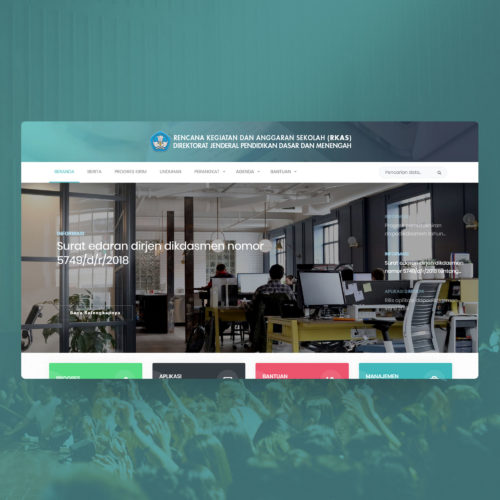 RENCANA KEGIATAN DAN ANGGARAN SEKOLAH (RKAS)
DIREKTORAT JENDERAL PENDIDIKAN DASAR DAN MENENGAH
BERANDA BERITA PROGRES KIRIM UNDUHAN PERANGKAT AGENDA BANTUAN Pencarian data..
INFORMASI
Surat edaran dirjen dikdasmen nomor
5749/d/r/2018
Baca Selengkapnya
Surat edaran dirjen dikdasmen
nomor 5749/d/r/2018 tentang...
PROGRES
APLIKASI
BANTUAN
MANAJEMEN